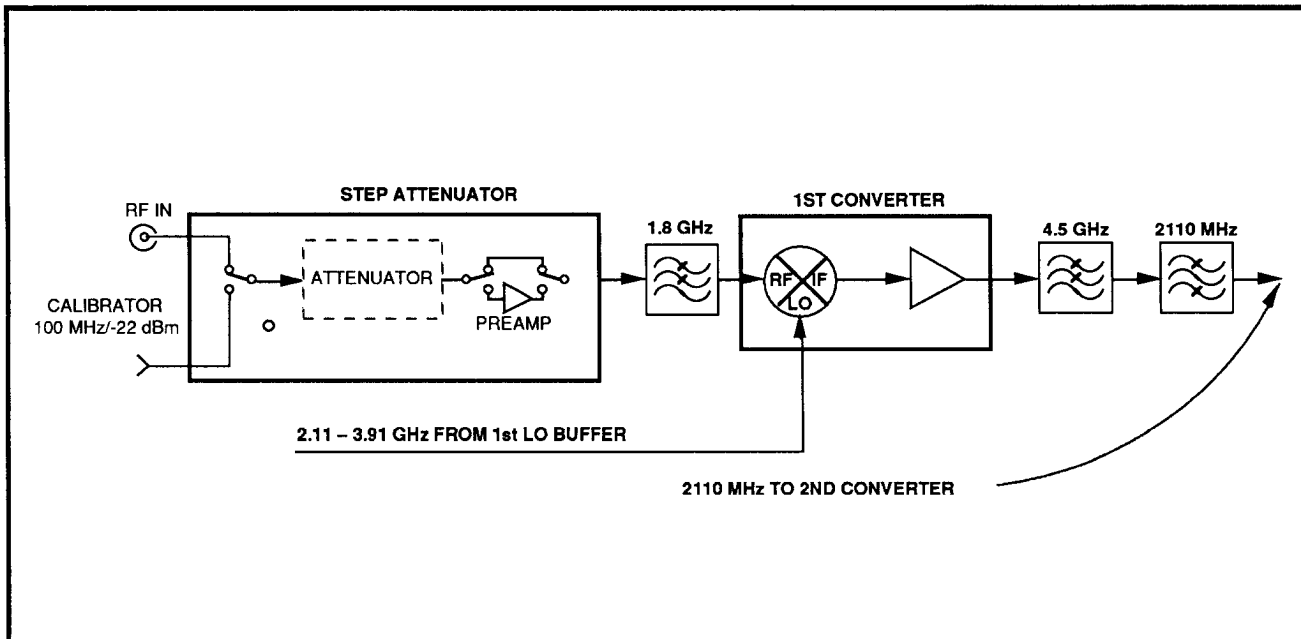 STEP ATTENUATOR
1ST CONVERTER
RF IN
1.8 GHz
4.5 GHz
2110 MHz
ATTENUATOR
RF
IF
LO
CALIBRATOR
100 MHz/-22 dBm
PREAMP
2.11 – 3.91 GHz FROM 1st LO BUFFER
2110 MHz TO 2ND CONVERTER